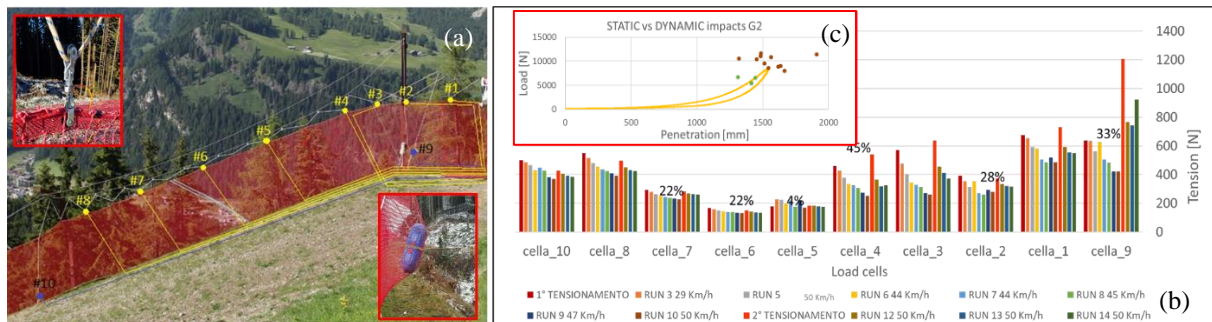 (a)
#1
#2
#3
#4
#5
#9
#6
#7
#8
#10
(c)
STATIC vs DYNAMIC impacts G2
Load [N]
15000
10000
5000
0
0 500 1000 1500 2000
Penetration [mm]
1400
1200
1000
800
600
400
200
0
Tension [N]
22%
22%
4%
45%
28%
33%
cella_10 cella_8 cella_7 cella_6 cella_5 cella_4 cella_3 cella_2 cella_1 cella_9
Load cells
1° TENSIONAMENTO RUN 3 29 Km/h RUN 5 50 Km/h RUN 6 44 Km/h RUN 7 44 Km/h RUN 8 45 Km/h
RUN 9 47 Km/h RUN 10 50 Km/h 2° TENSIONAMENTO RUN 12 50 Km/h RUN 13 50 Km/h RUN 14 50 Km/h
(b)